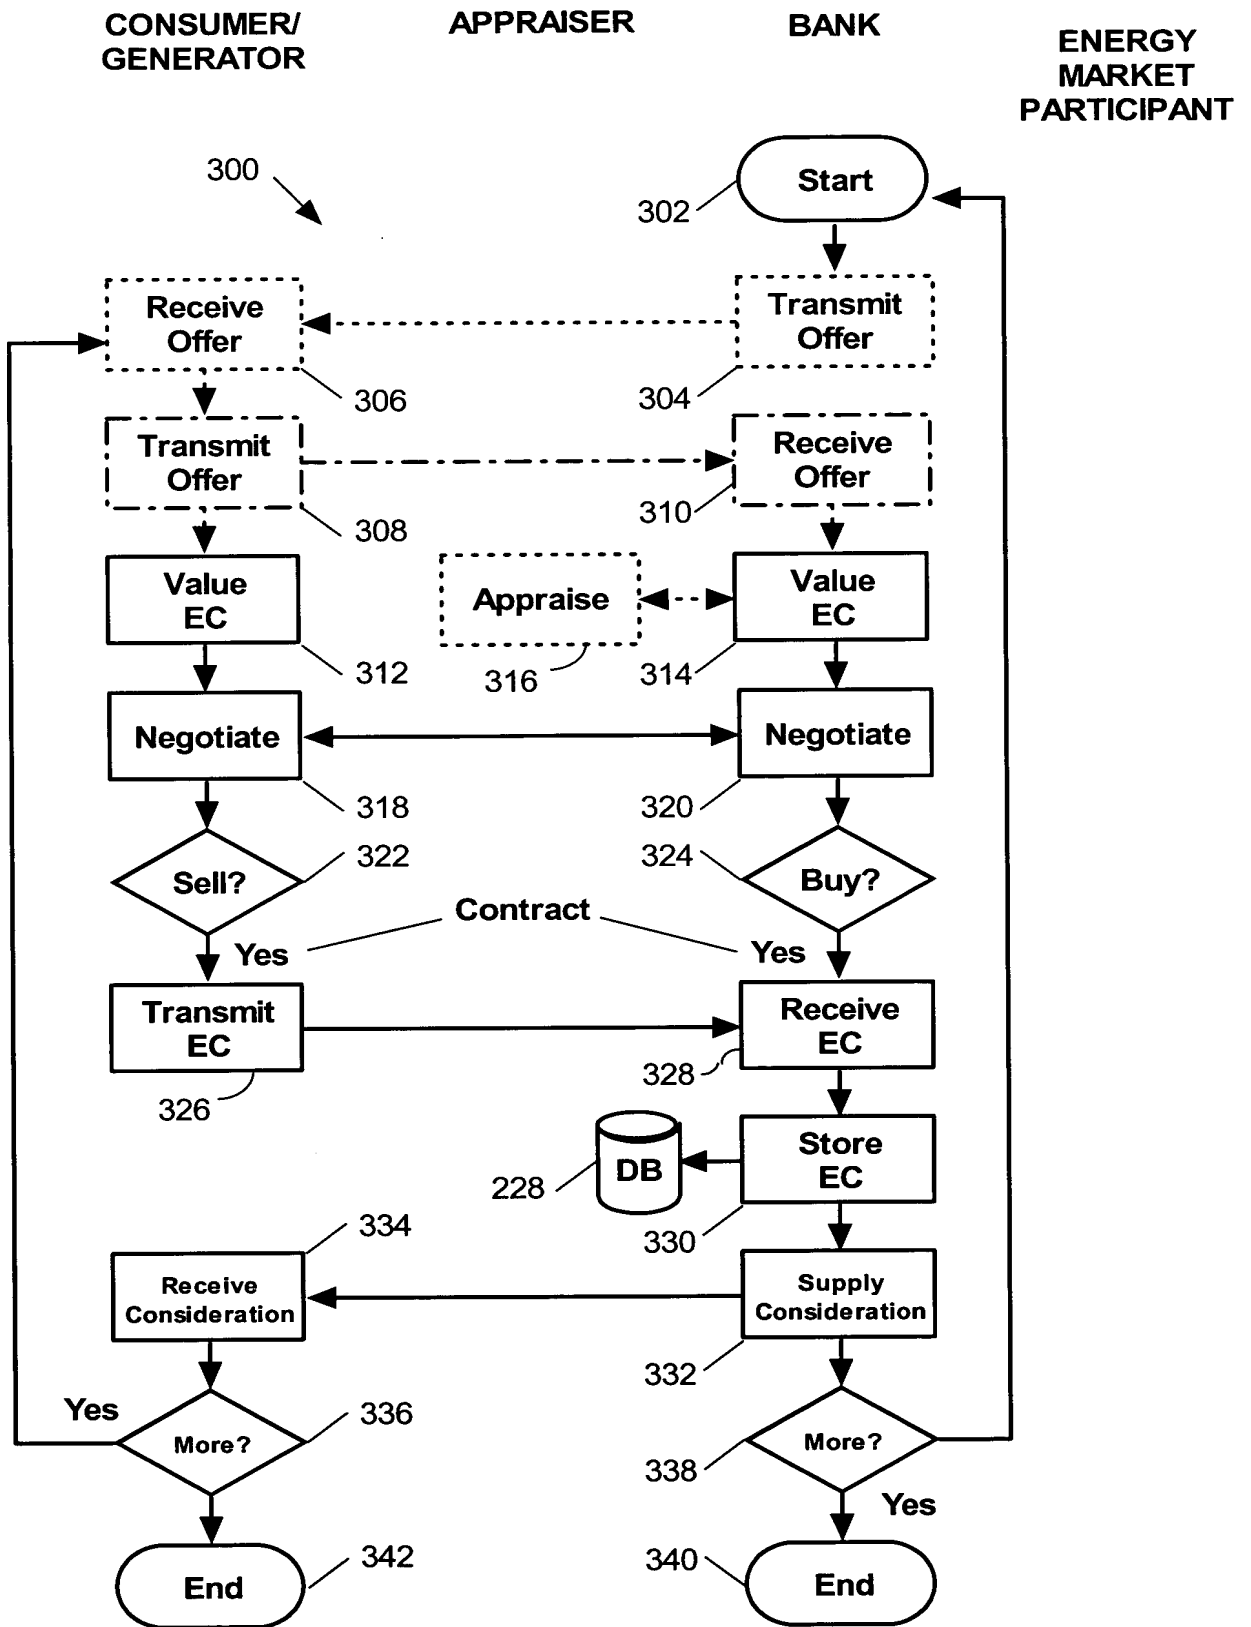 CONSUMER/
GENERATOR
APPRAISER
BANK
ENERGY
MARKET
PARTICIPANT
300
Start
302
Receive
Offer
306
Transmit
Offer
304
Transmit
Offer
308
Receive
Offer
310
Value
EC
312
Appraise
316
Value
EC
314
Negotiate
318
Negotiate
320
Sell?
322
Buy?
324
Contract
Yes
Yes
Transmit
EC
326
Receive
EC
328
DB
228
Store
EC
330
334
Receive
Consideration
Supply
Consideration
332
Yes
More?
336
More?
338
Yes
End
342
End
340